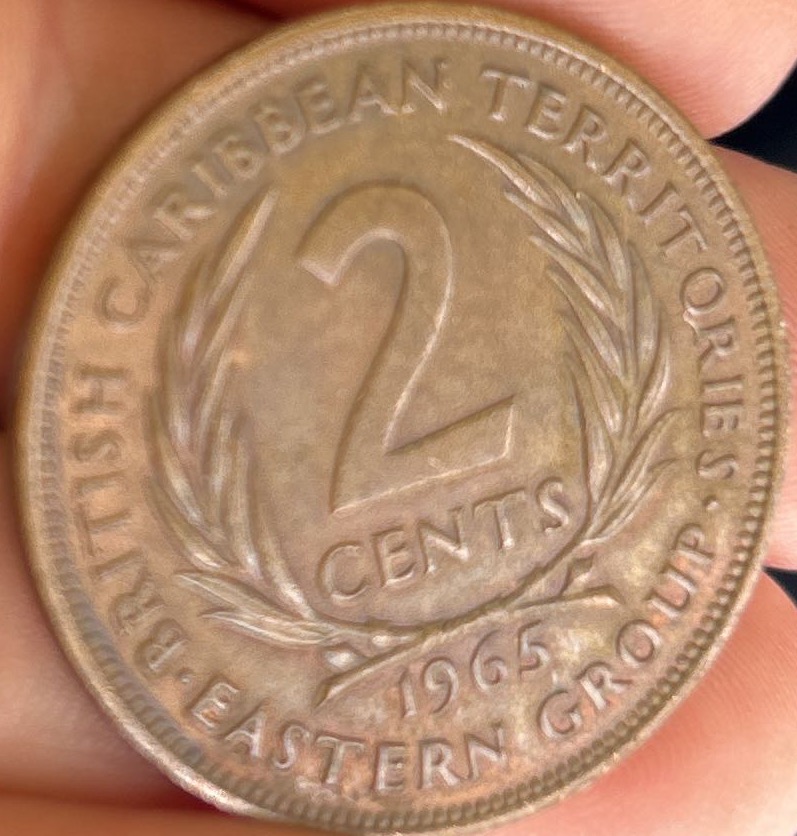 BRITISH CARIBBEAN TERRITORIES · EASTERN GROUP ·
2
CENTS
1965